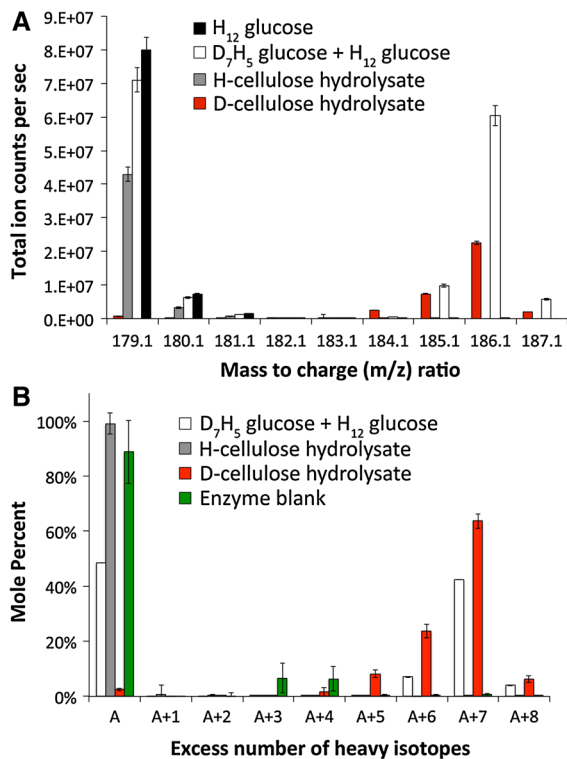 A
H12 glucose
D7H5 glucose + H12 glucose
H-cellulose hydrolysate
D-cellulose hydrolysate
Total ion counts per sec
9.E+07
8.E+07
7.E+07
6.E+07
5.E+07
4.E+07
3.E+07
2.E+07
1.E+07
0.E+00
179.1 180.1 181.1 182.1 183.1 184.1 185.1 186.1 187.1
Mass to charge (m/z) ratio
B
D7H5 glucose + H12 glucose
H-cellulose hydrolysate
D-cellulose hydrolysate
Enzyme blank
Mole Percent
100%
80%
60%
40%
20%
0%
A A+1 A+2 A+3 A+4 A+5 A+6 A+7 A+8
Excess number of heavy isotopes